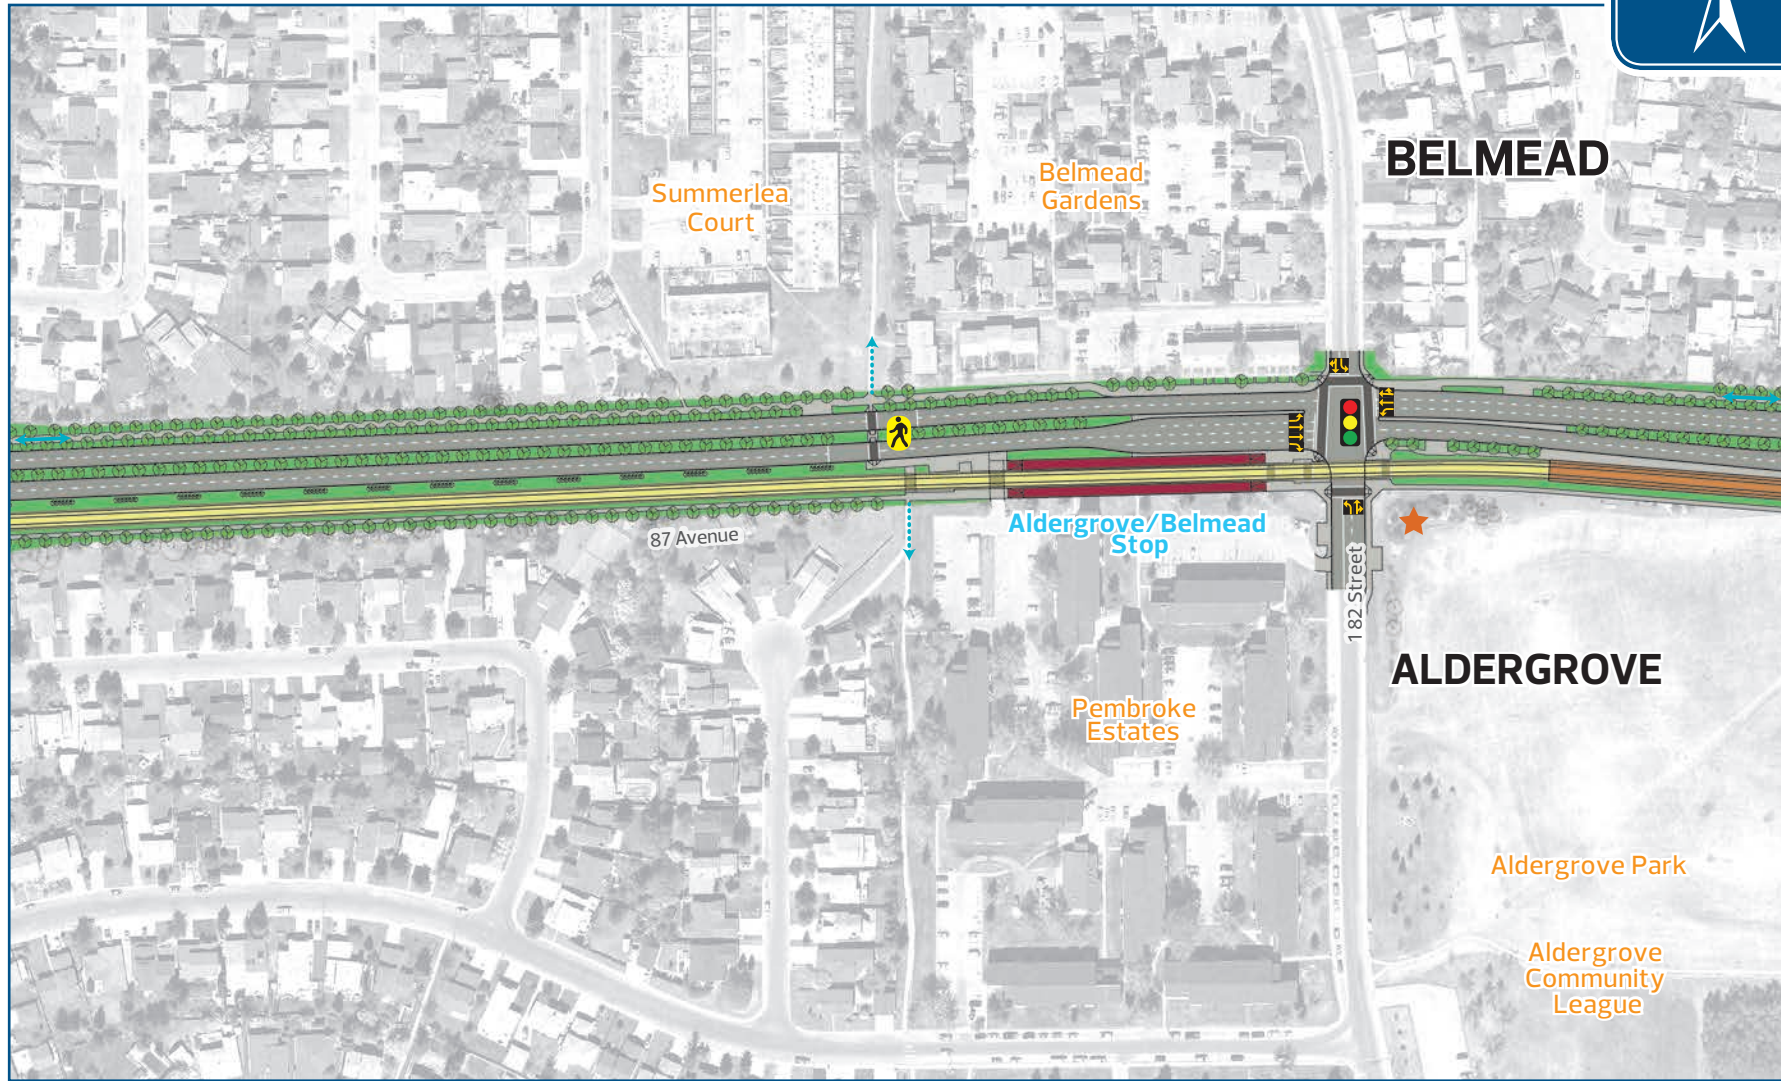 BELMEAD
Belmead
Gardens
Summerlea
Court
87 Avenue
Aldergrove/Belmead
Stop
182 Street
ALDERGROVE
Pembroke
Estates
Aldergrove Park
Aldergrove
Community
League